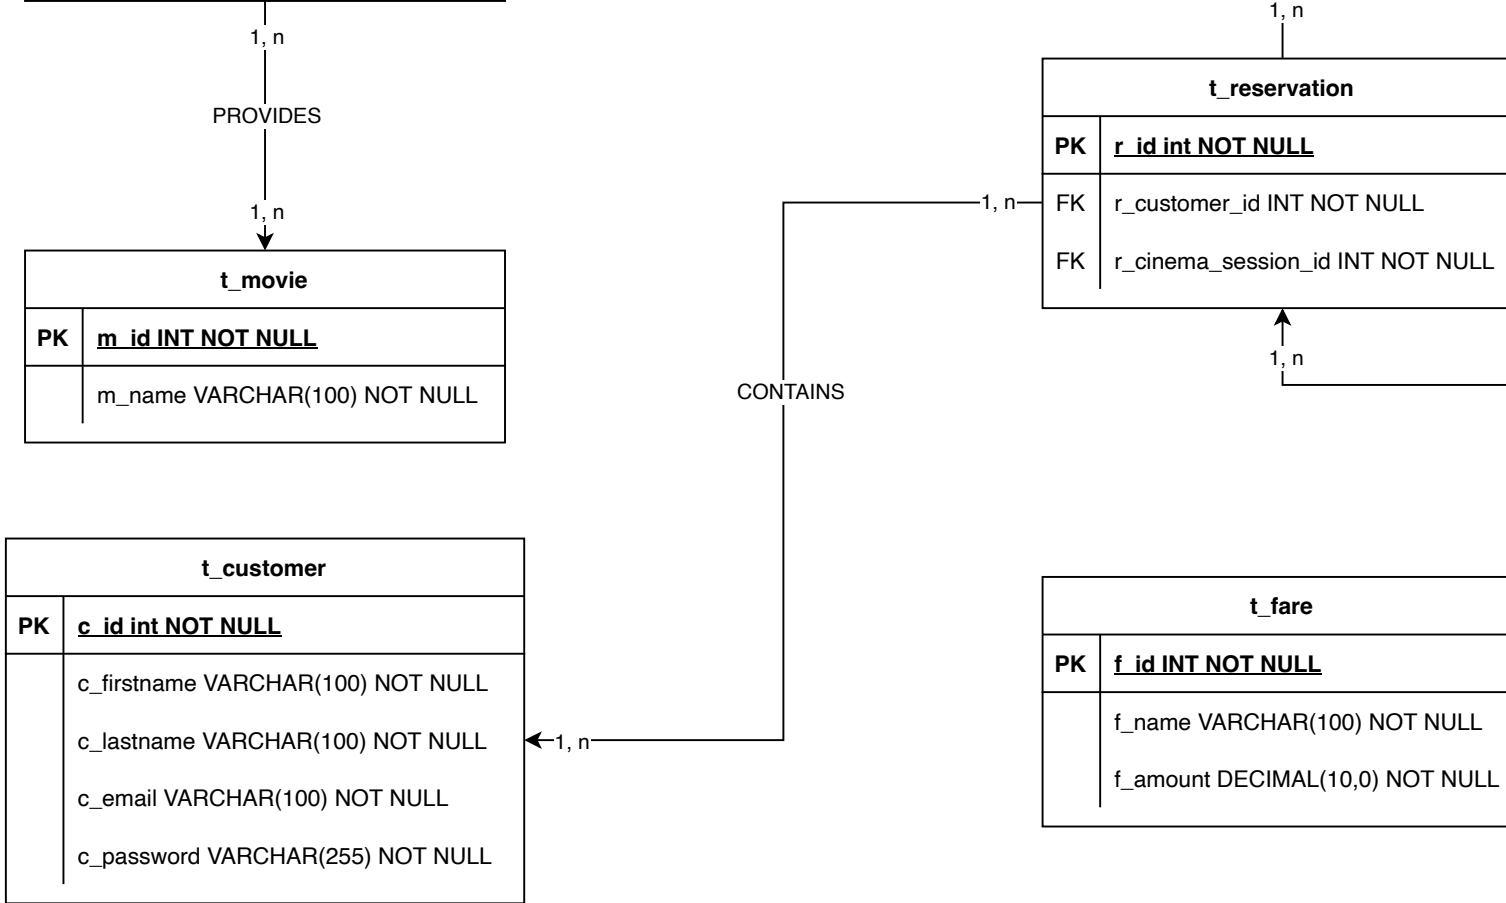 1, n
PROVIDES
1, n
t_movie
PK m_id INT NOT NULL
m_name VARCHAR(100) NOT NULL
1, n
t_reservation
PK r_id int NOT NULL
1, n FK r_customer_id INT NOT NULL
FK r_cinema_session_id INT NOT NULL
1, n
CONTAINS
t_customer
PK c_id int NOT NULL
c_firstname VARCHAR(100) NOT NULL
c_lastname VARCHAR(100) NOT NULL
1, n
c_email VARCHAR(100) NOT NULL
c_password VARCHAR(255) NOT NULL
t_fare
PK f_id INT NOT NULL
f_name VARCHAR(100) NOT NULL
f_amount DECIMAL(10,0) NOT NULL